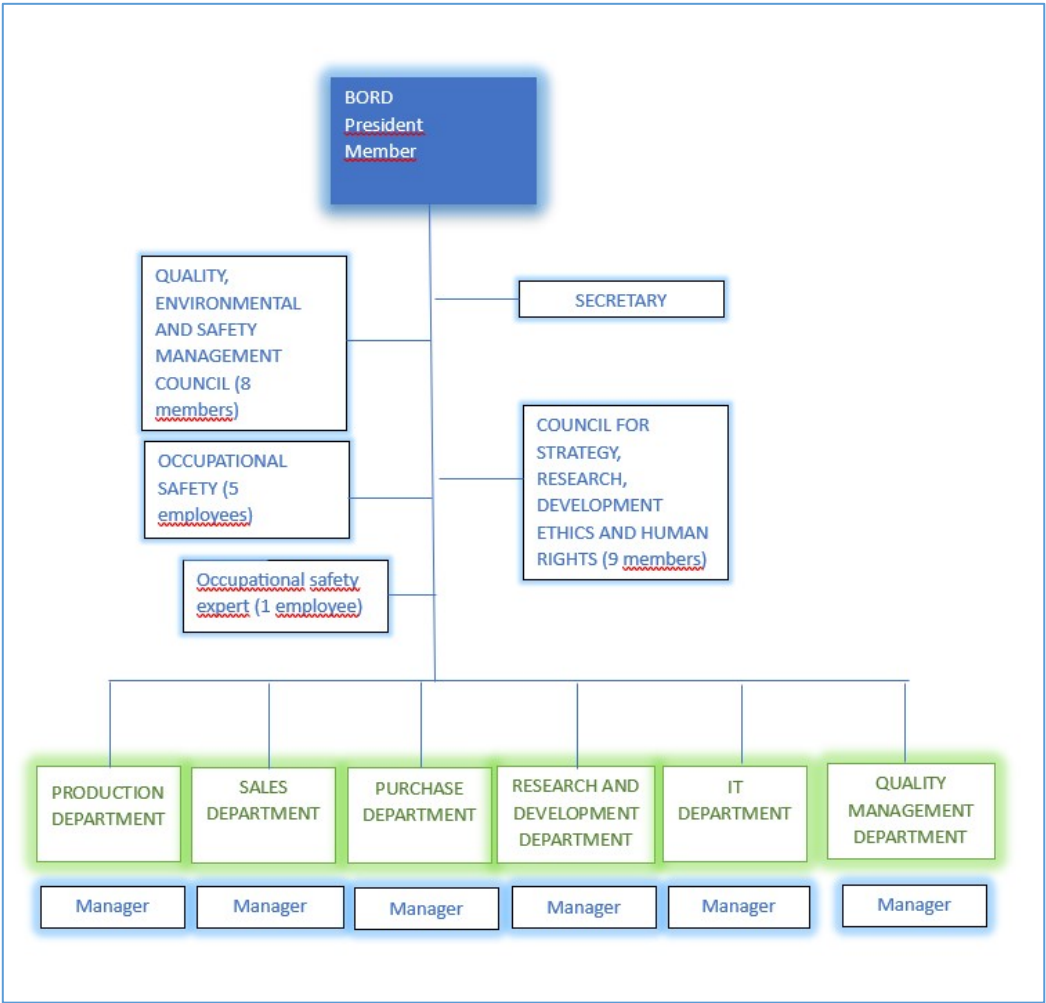 BORD
President
Member
QUALITY,
ENVIRONMENTAL
AND SAFETY
MANAGEMENT
COUNCIL (8
members)
SECRETARY
OCCUPATIONAL
SAFETY (5
employees)
COUNCIL FOR
STRATEGY,
RESEARCH,
DEVELOPMENT
ETHICS AND HUMAN
RIGHTS (9 members)
Occupational safety
expert (1 employee)
PRODUCTION
DEPARTMENT
SALES
DEPARTMENT
PURCHASE
DEPARTMENT
RESEARCH AND
DEVELOPMENT
DEPARTMENT
IT
DEPARTMENT
QUALITY
MANAGEMENT
DEPARTMENT
Manager
Manager
Manager
Manager
Manager
Manager